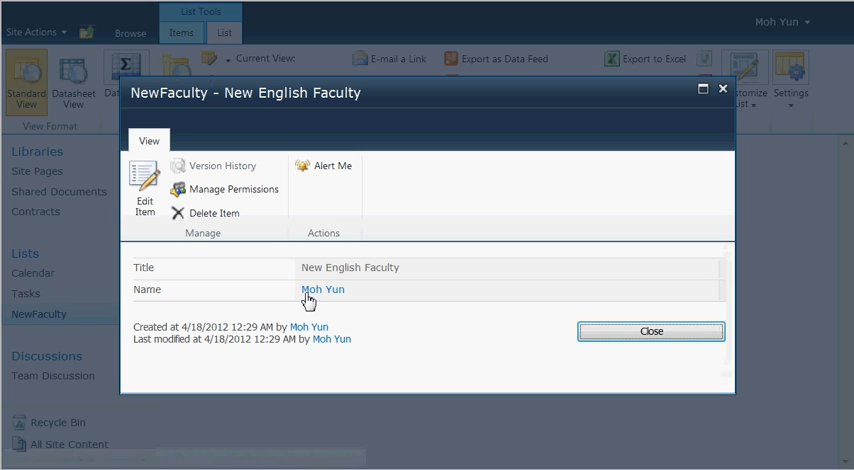 List Tools
Site Actions
Browse
Items
List
Moh Yun
Standard View
Datasheet View
Current View:
E-mail a Link
Export as Data Feed
Export to Excel
Settings
View Format
Libraries
Site Pages
Shared Documents
Contracts
Lists
Calendar
Tasks
NewFaculty
Discussions
Team Discussion
Recycle Bin
All Site Content
NewFaculty - New English Faculty
View
Edit Item
Version History
Manage Permissions
Delete Item
Manage
Alert Me
Actions
Title New English Faculty
Name Moh Yun
Created at 4/18/2012 12:29 AM by Moh Yun
Last modified at 4/18/2012 12:29 AM by Moh Yun
Close